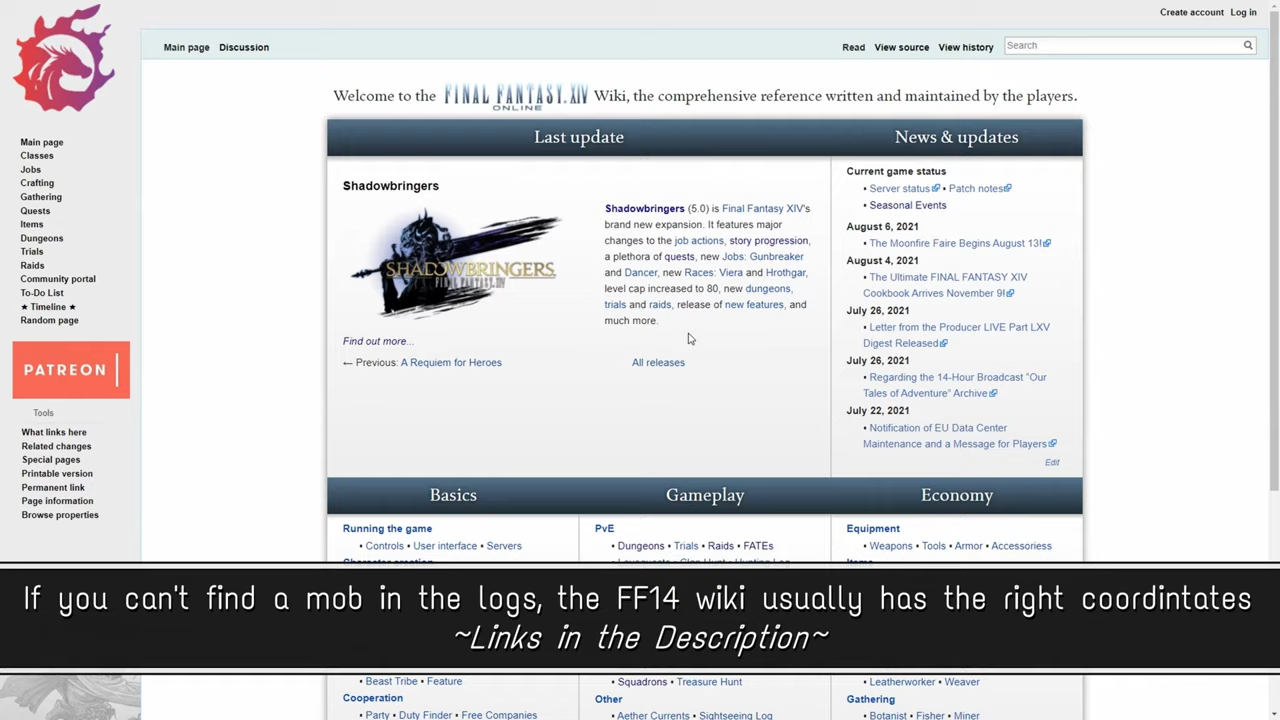 Create account Log in
Main page Discussion Read View source View history Search
Welcome to the FINAL FANTASY XIV ONLINE Wiki, the comprehensive reference written and maintained by the players.
Main page
Classes
Jobs
Crafting
Gathering
Quests
Items
Dungeons
Trials
Raids
Community portal
To-Do List
★ Timeline ★
Random page
PATREON
Tools
What links here
Related changes
Special pages
Printable version
Permanent link
Page information
Browse properties
Last update
Shadowbringers
SHADOWBRINGERS
FINAL FANTASY XIV
Find out more...
← Previous: A Requiem for Heroes
Shadowbringers (5.0) is Final Fantasy XIV's
brand new expansion. It features major
changes to the job actions, story progression,
a plethora of quests, new Jobs: Gunbreaker
and Dancer, new Races: Viera and Hrothgar,
level cap increased to 80, new dungeons,
trials and raids, release of new features, and
much more.
All releases
News & updates
Current game status
• Server status • Patch notes
• Seasonal Events
August 6, 2021
• The Moonfire Faire Begins August 13!
August 4, 2021
• The Ultimate FINAL FANTASY XIV
Cookbook Arrives November 9!
July 26, 2021
• Letter from the Producer LIVE Part LXV
Digest Released
July 26, 2021
• Regarding the 14-Hour Broadcast "Our
Tales of Adventure" Archive
July 22, 2021
• Notification of EU Data Center
Maintenance and a Message for Players
Edit
Basics
Running the game
• Controls • User interface • Servers
Gameplay
PvE
• Dungeons • Trials • Raids • FATEs
Economy
Equipment
• Weapons • Tools • Armor • Accessoriess
If you can't find a mob in the logs, the FF14 wiki usually has the right coordintates
~Links in the Description~
Beast Tribe • Feature
Cooperation
• Party • Duty Finder • Free Companies
Squadrons • Treasure Hunt
Other
• Aether Currents • Sightseeing Log
• Leatherworker • Weaver
Gathering
• Botanist • Fisher • Miner